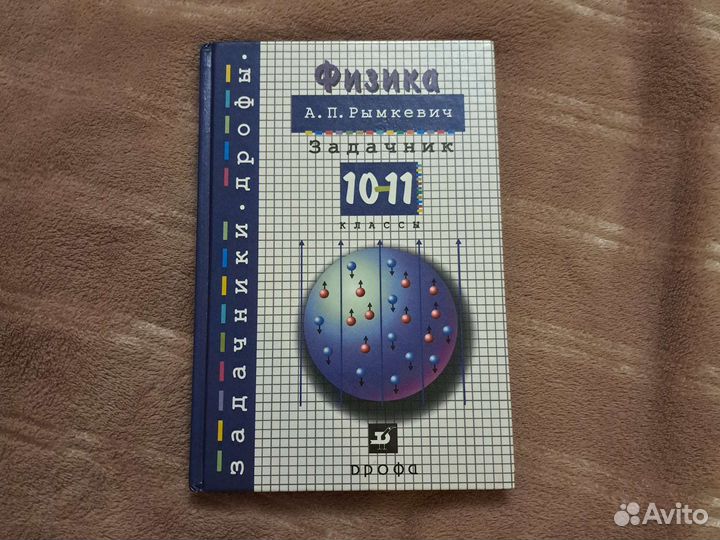 Физика
А.П.Рымкевич
Задачник
10-11
классы
дрофа
задачники.дрофы.
Avito